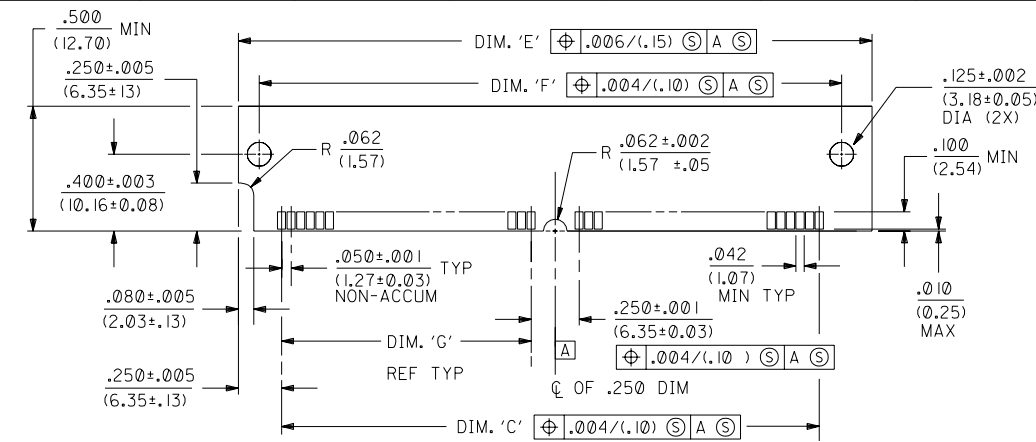 .500 MIN
(12.70)
DIM. 'E' ⌖ .006/(.15) Ⓢ A Ⓢ
.250±.005
(6.35±13)
DIM. 'F' ⌖ .004/(.10) Ⓢ A Ⓢ
.125±.002
(3.18±0.05)
DIA (2X)
R .062
(1.57)
R .062±.002
(1.57 ±.05
.100 MIN
(2.54)
.400±.003
(10.16±0.08)
.050±.001 TYP
(1.27±0.03)
NON-ACCUM
.042
(1.07)
MIN TYP
.010
(0.25)
MAX
.080±.005
(2.03±.13)
.250±.001
(6.35±0.03)
DIM. 'G'
REF TYP
A
⌖ .004/(.10 ) Ⓢ A Ⓢ
℄ OF .250 DIM
.250±.005
(6.35±.13)
DIM. 'C' ⌖ .004/(.10) Ⓢ A Ⓢ